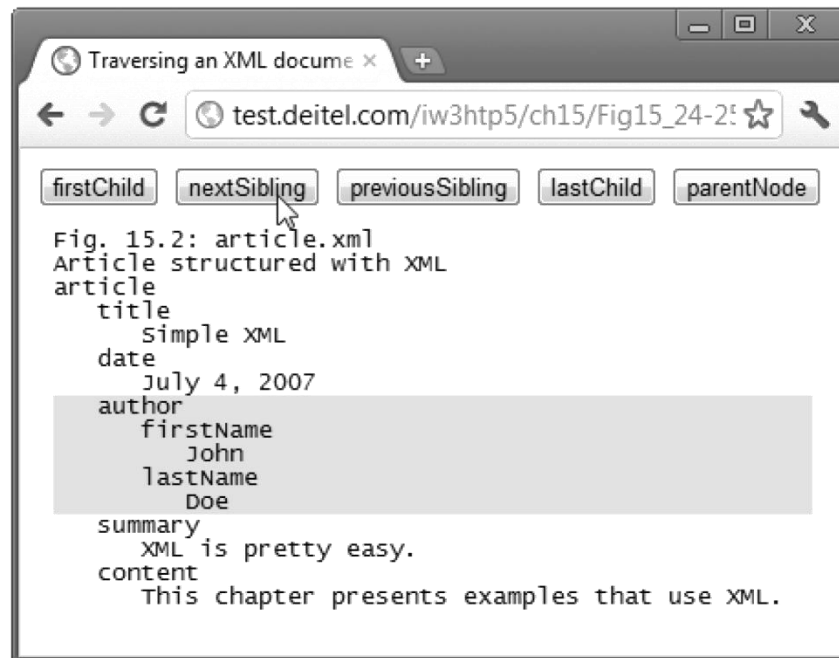 Traversing an XML docume
test.deitel.com/iw3htp5/ch15/Fig15_24-25
firstChild nextSibling previousSibling lastChild parentNode
Fig. 15.2: article.xml
Article structured with XML
article
title
Simple XML
date
July 4, 2007
author
firstName
John
lastName
Doe
summary
XML is pretty easy.
content
This chapter presents examples that use XML.